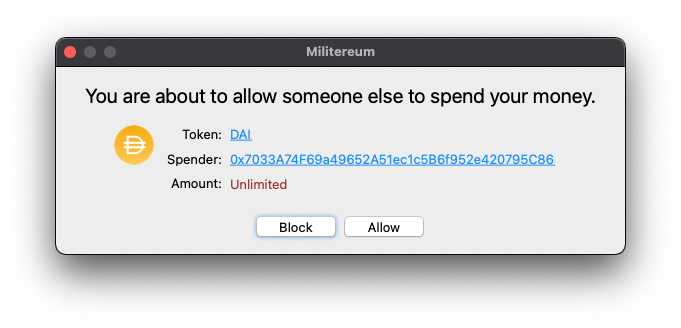 Militereum
You are about to allow someone else to spend your money.
Token: DAI
Spender: 0x7033A74F69a49652A51ec1c5B6f952e420795C86
Amount: Unlimited
Block Allow